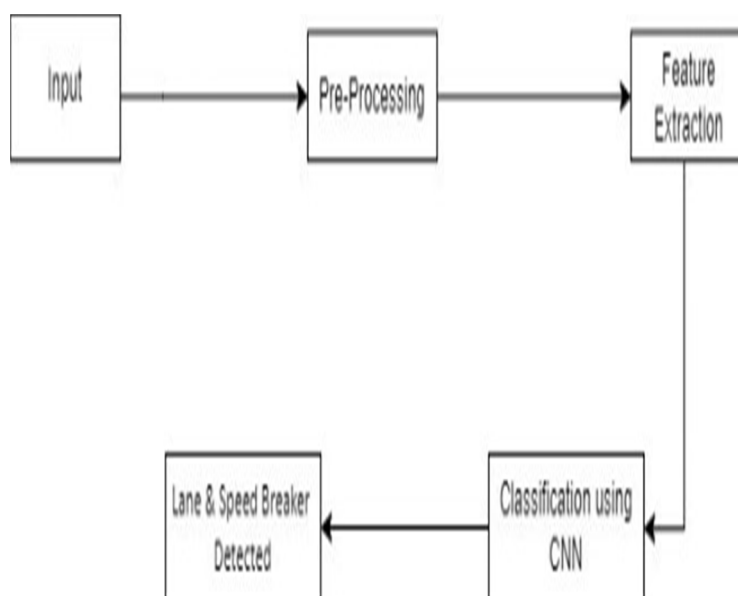 Input
Pre-Processing
Feature
Extraction
Classification using
CNN
Lane & Speed Breaker
Detected